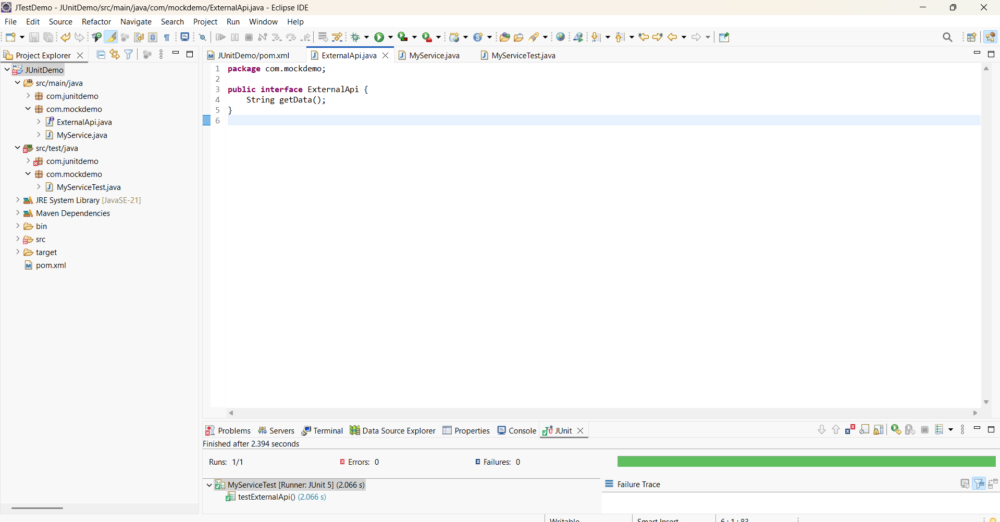 JTestDemo - JUnitDemo/src/main/java/com/mockdemo/ExternalApi.java - Eclipse IDE
File Edit Source Refactor Navigate Search Project Run Window Help
Project Explorer
JUnitDemo/pom.xml ExternalApi.java MyService.java MyServiceTest.java
JUnitDemo
src/main/java
com.junitdemo
com.mockdemo
ExternalApi.java
MyService.java
src/test/java
com.junitdemo
com.mockdemo
MyServiceTest.java
JRE System Library [JavaSE-21]
Maven Dependencies
bin
src
target
pom.xml
1 package com.mockdemo;
2
3 public interface ExternalApi {
4 String getData();
5 }
6
Problems Servers Terminal Data Source Explorer Properties Console JUnit
Finished after 2.394 seconds
Runs: 1/1 Errors: 0 Failures: 0
MyServiceTest [Runner: JUnit 5] (2.066 s)
testExternalApi() (2.066 s)
Failure Trace
Writable Smart Insert 6 : 1 : 83